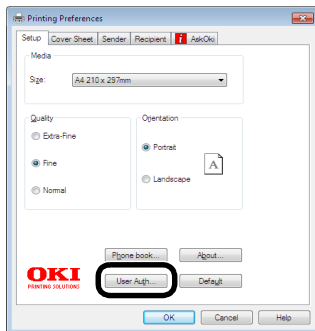 Printing Preferences
Setup Cover Sheet Sender Recipient i AskOki
Media
Size: A4 210 x 297mm
Quality
Extra-Fine
Fine
Normal
Orientation
Portrait
Landscape
A
Phone book... About...
OKI
PRINTING SOLUTIONS
User Auth... Default
OK Cancel Help